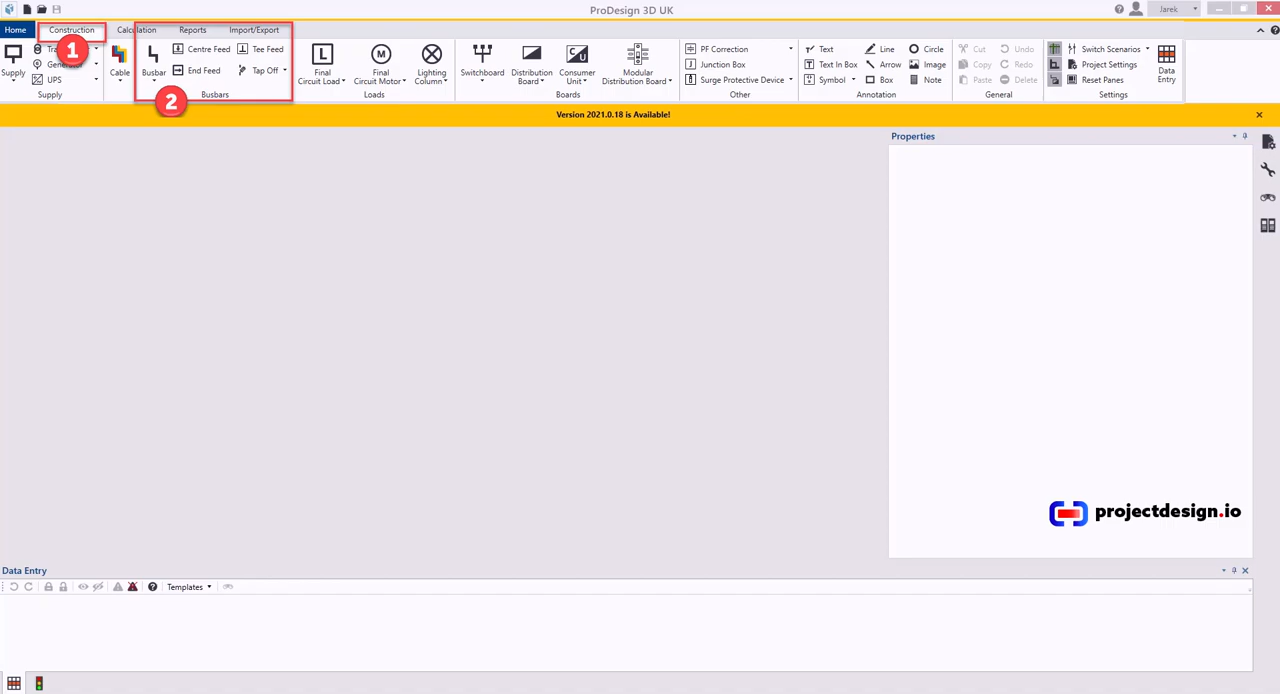 ProDesign 3D UK
Jarek
Home Construction Calculation Reports Import/Export
1
Supply
Generator
UPS
Supply
Cable
Busbar
Centre Feed Tee Feed
End Feed Tap Off
Busbars
2
Final Circuit Load
Final Circuit Motor
Lighting Column
Loads
Switchboard
Distribution Board
Consumer Unit
Modular Distribution Board
Boards
PF Correction
Junction Box
Surge Protective Device
Other
Text Line Circle
Text In Box Arrow Image
Symbol Box Note
Annotation
Cut Undo
Copy Redo
Paste Delete
General
Switch Scenarios
Project Settings
Reset Panes
Data Entry
Settings
Version 2021.0.18 is Available!
Properties
projectdesign.io
Data Entry
Templates